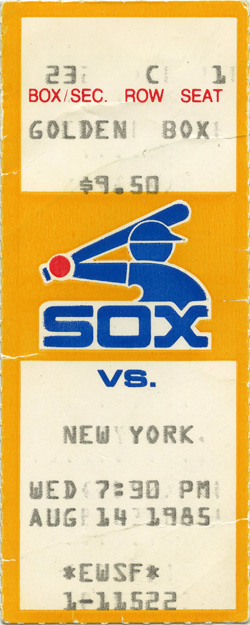 23 C 1
BOX/SEC. ROW SEAT
GOLDEN BOX
$9.50
SOX
VS.
NEW YORK
WED 7:30 PM
AUG 14 1985
*EWSF*
1-11522